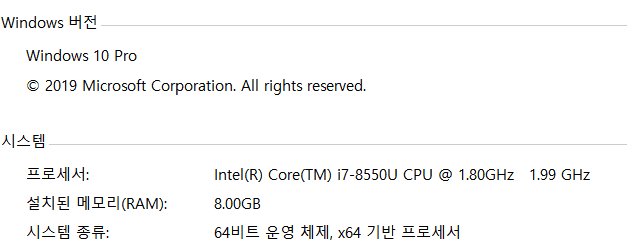 Windows 버전
Windows 10 Pro
© 2019 Microsoft Corporation. All rights reserved.
시스템
프로세서: Intel(R) Core(TM) i7-8550U CPU @ 1.80GHz 1.99 GHz
설치된 메모리(RAM): 8.00GB
시스템 종류: 64비트 운영 체제, x64 기반 프로세서